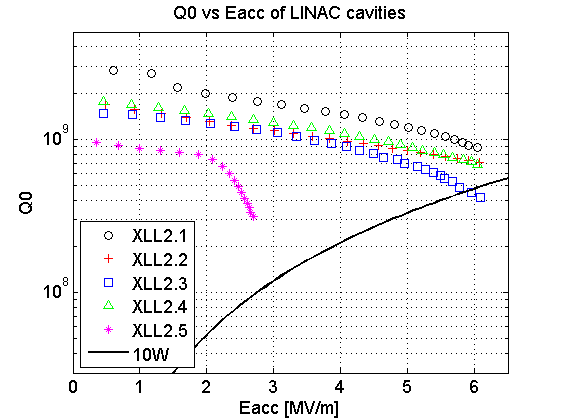 Q0 vs Eacc of LINAC cavities
Q0
10^9
10^8
XLL2.1
XLL2.2
XLL2.3
XLL2.4
XLL2.5
10W
0 1 2 3 4 5 6
Eacc [MV/m]